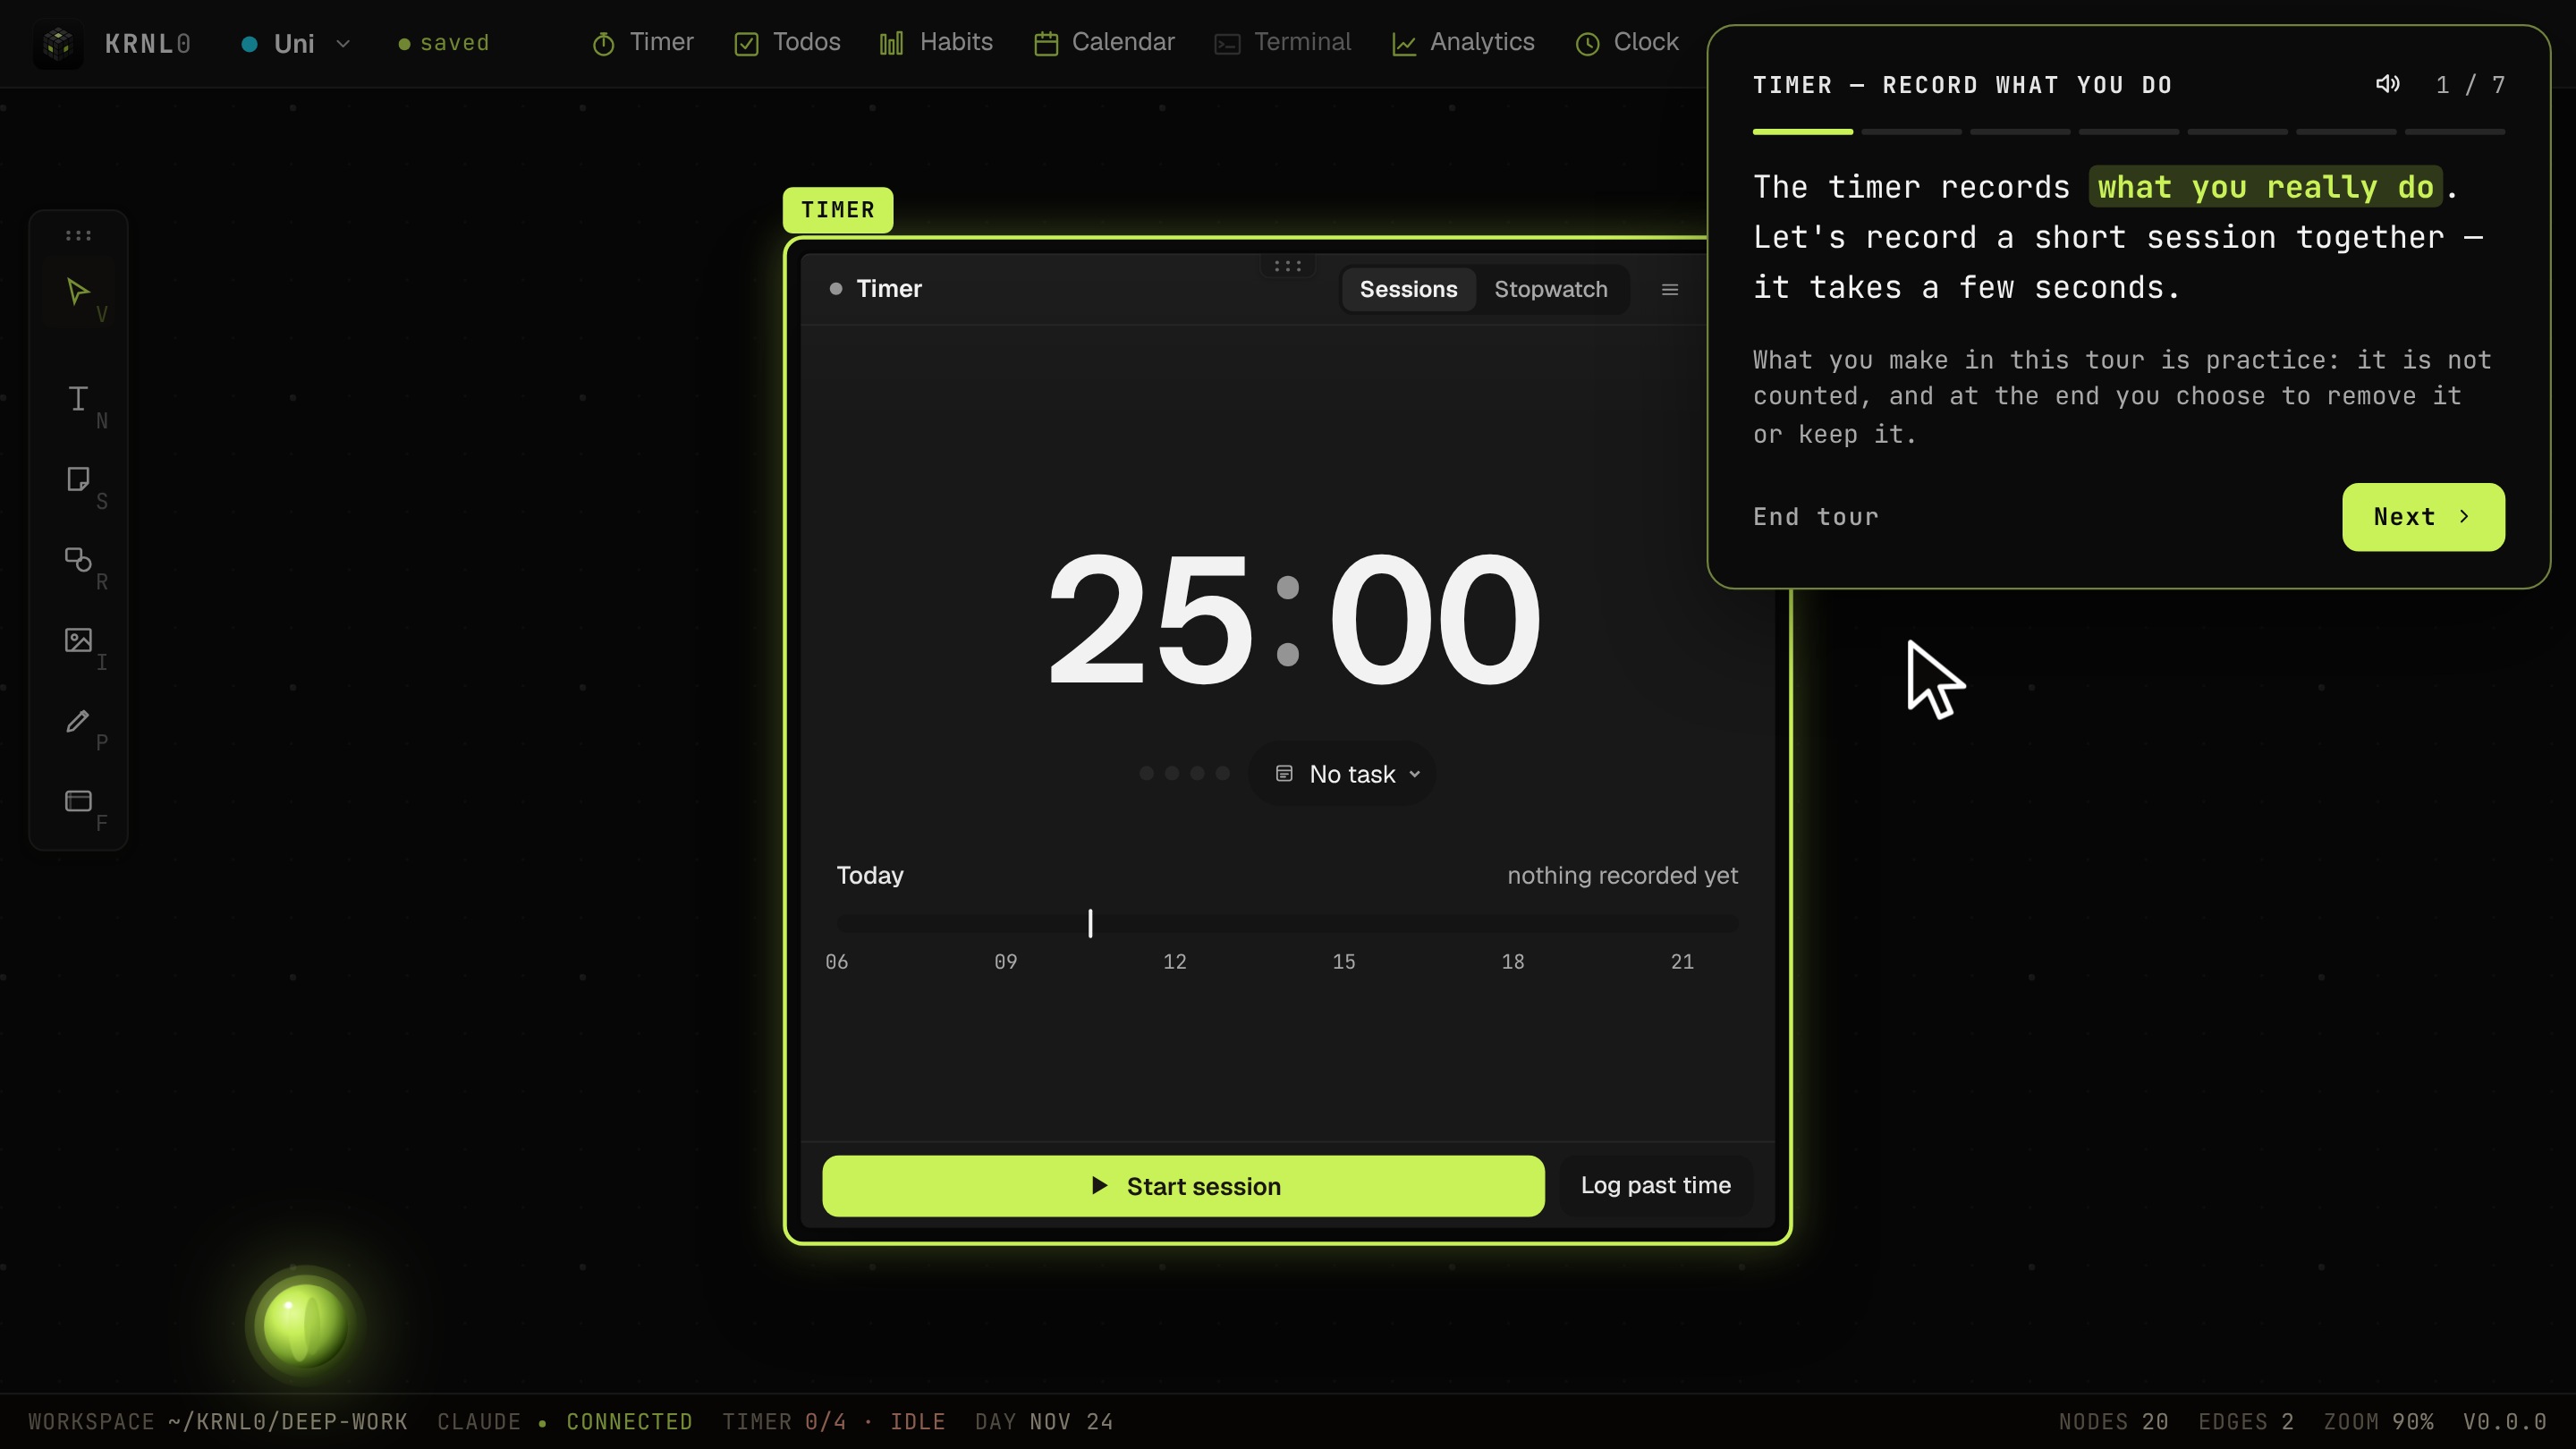 KRNL0
Uni
saved
Timer
Todos
Habits
Calendar
Terminal
Analytics
Clock
TIMER — RECORD WHAT YOU DO
1 / 7
The timer records what you really do.
Let's record a short session together —
it takes a few seconds.
What you make in this tour is practice: it is not
counted, and at the end you choose to remove it
or keep it.
End tour
Next
V
N
S
R
I
P
F
TIMER
Timer
Sessions
Stopwatch
25:00
No task
Today
nothing recorded yet
06 09 12 15 18 21
Start session
Log past time
WORKSPACE ~/KRNL0/DEEP-WORK CLAUDE • CONNECTED TIMER 0/4 · IDLE DAY NOV 24
NODES 20 EDGES 2 ZOOM 90% V0.0.0